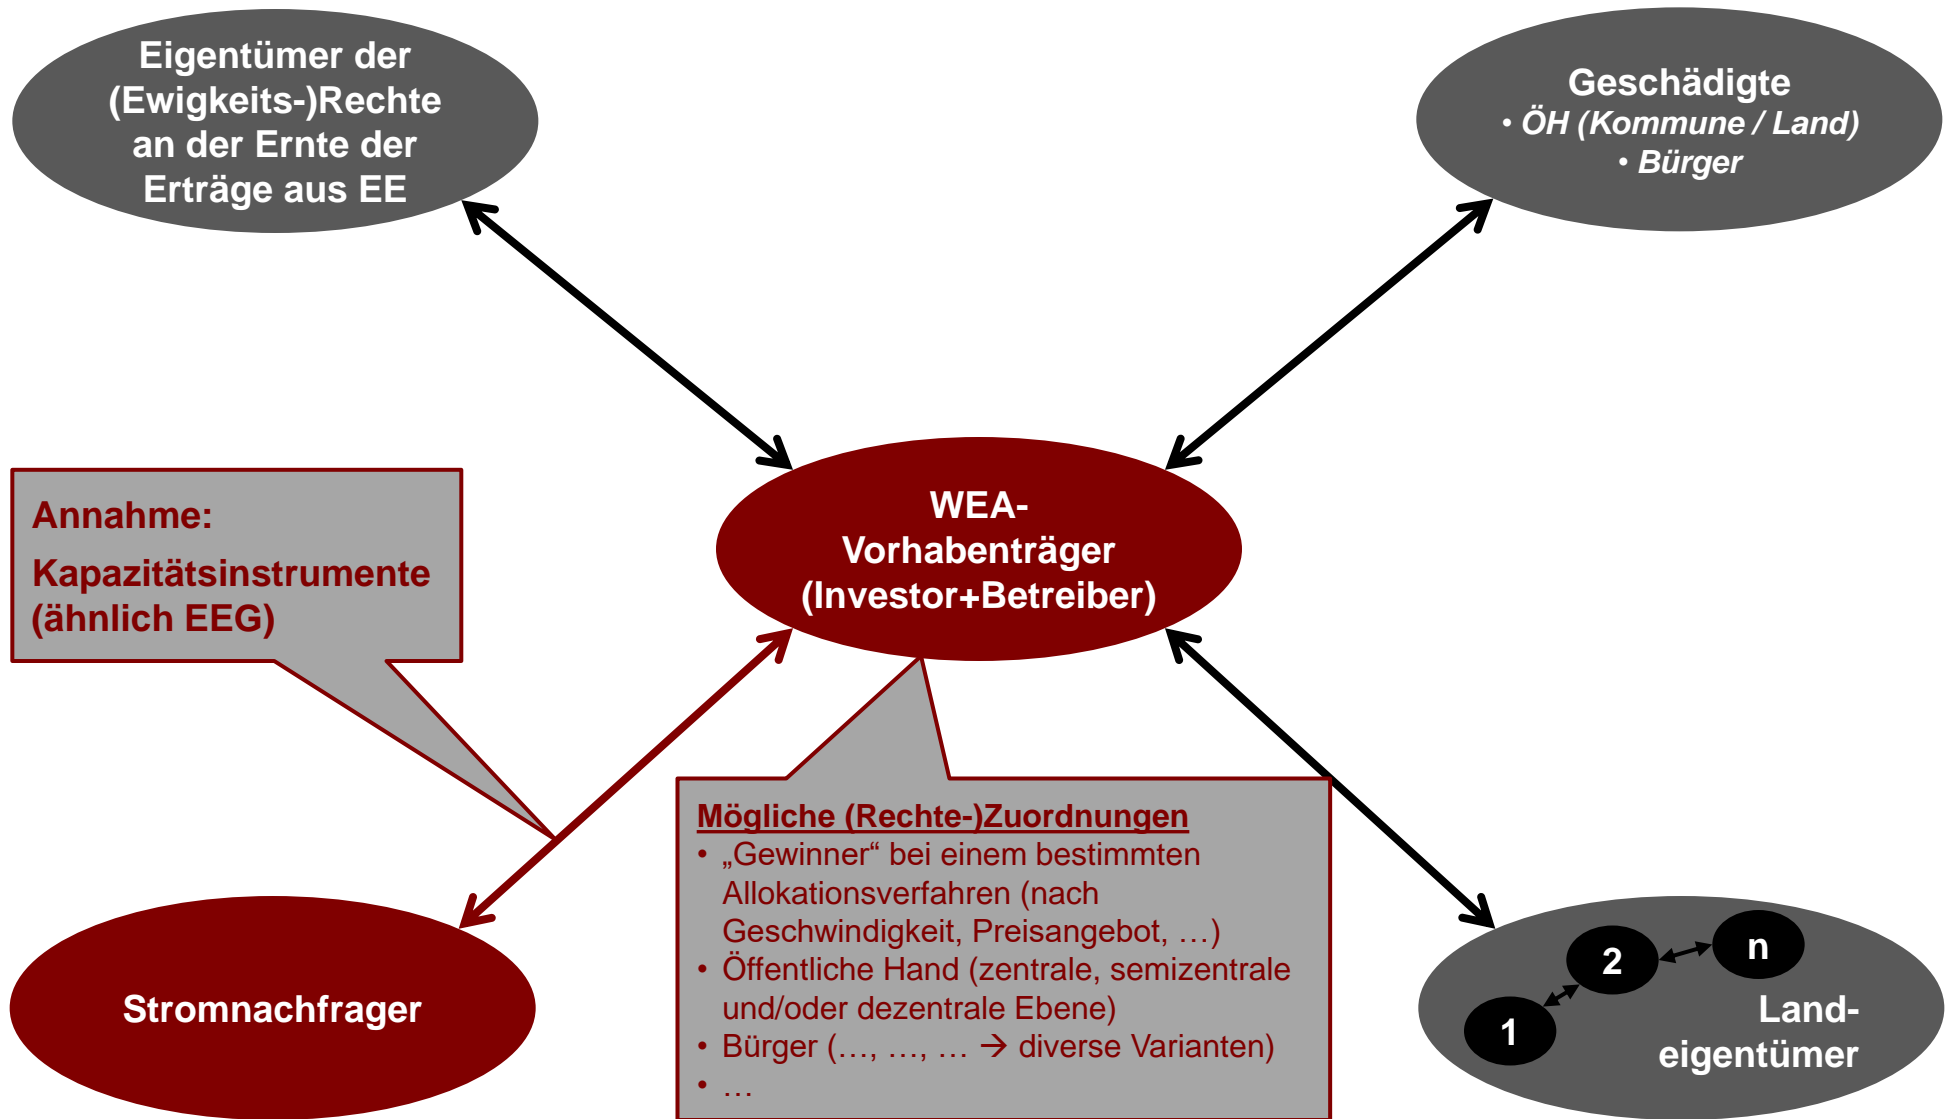 Eigentümer der
(Ewigkeits-)Rechte
an der Ernte der
Erträge aus EE
Geschädigte
• ÖH (Kommune / Land)
• Bürger
Annahme:
Kapazitätsinstrumente
(ähnlich EEG)
WEA-
Vorhabenträger
(Investor+Betreiber)
Mögliche (Rechte-)Zuordnungen
• „Gewinner“ bei einem bestimmten
Allokationsverfahren (nach
Geschwindigkeit, Preisangebot, …)
• Öffentliche Hand (zentrale, semizentrale
und/oder dezentrale Ebene)
• Bürger (…, …, … → diverse Varianten)
• …
Stromnachfrager
1
2
n
Land-
eigentümer